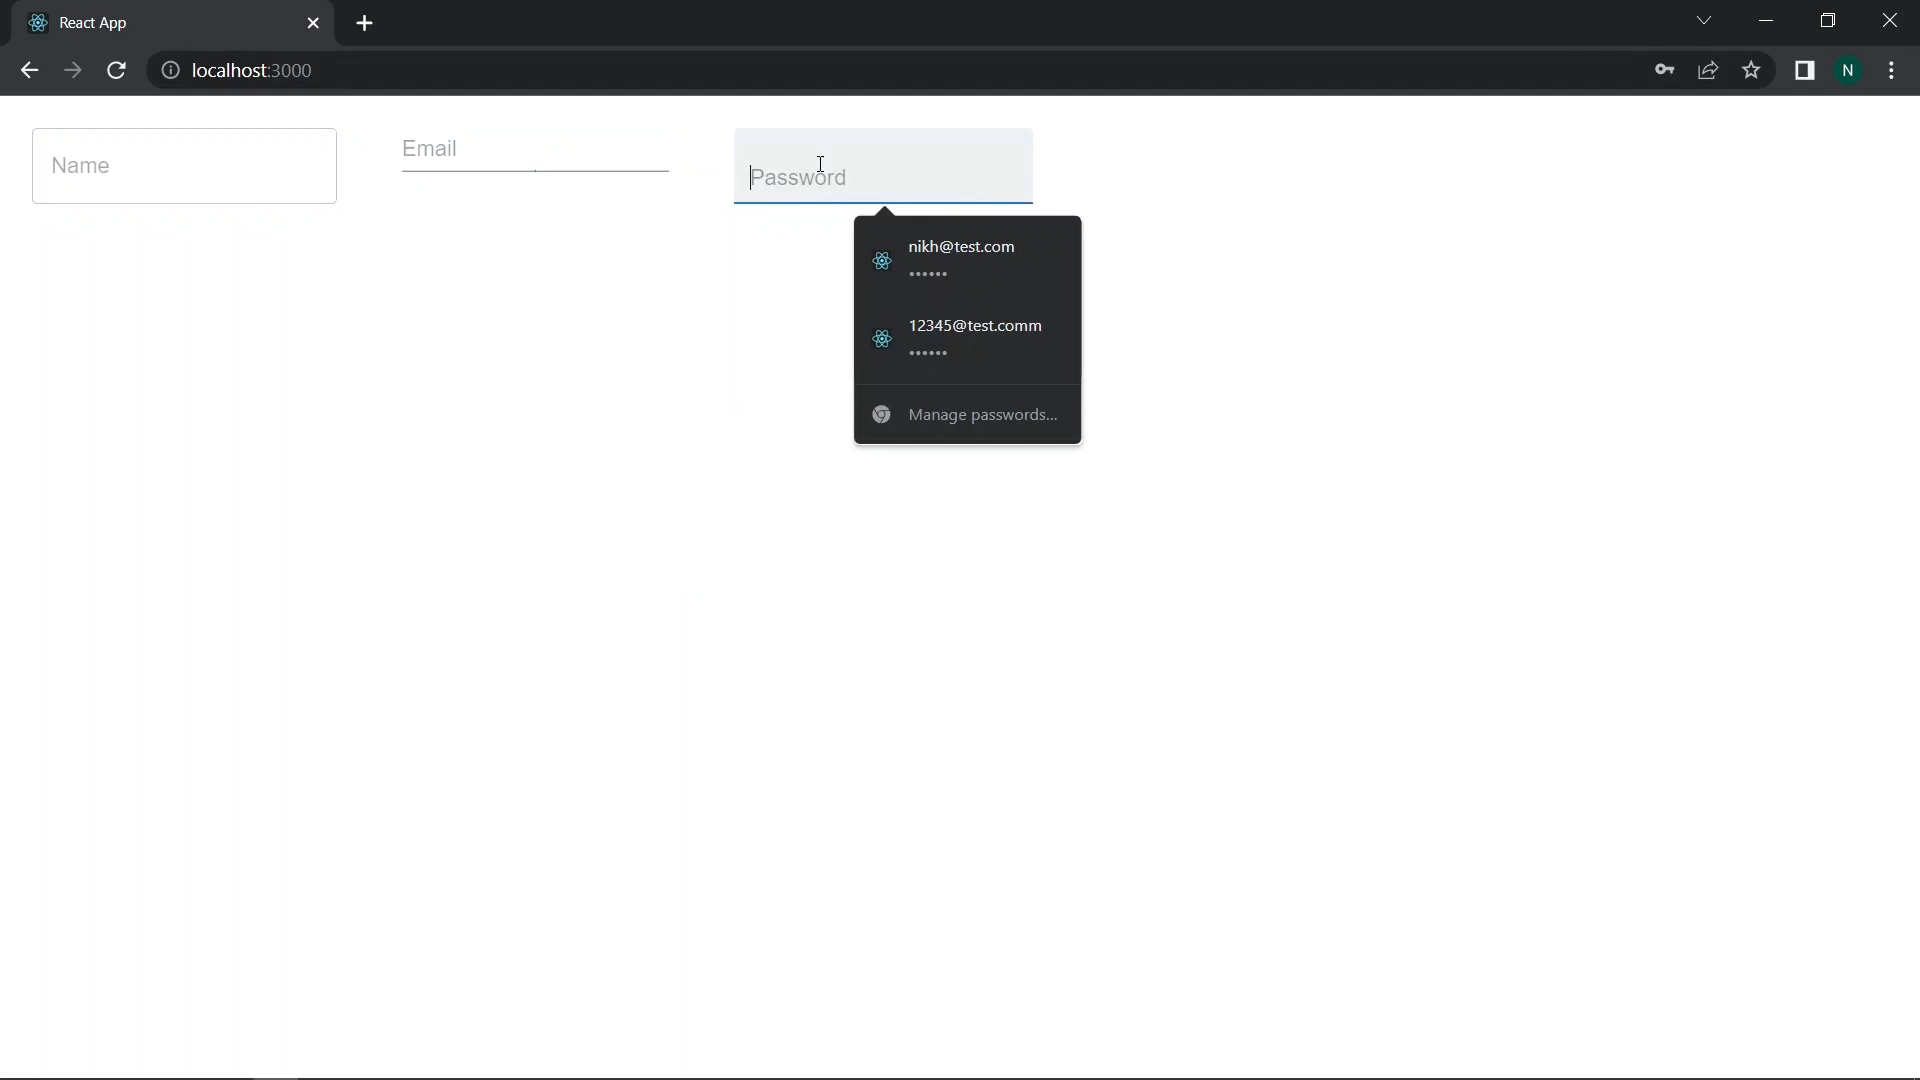 React App
localhost:3000
N
Name
Email
Password
nikh@test.com
••••••
12345@test.comm
••••••
Manage passwords...